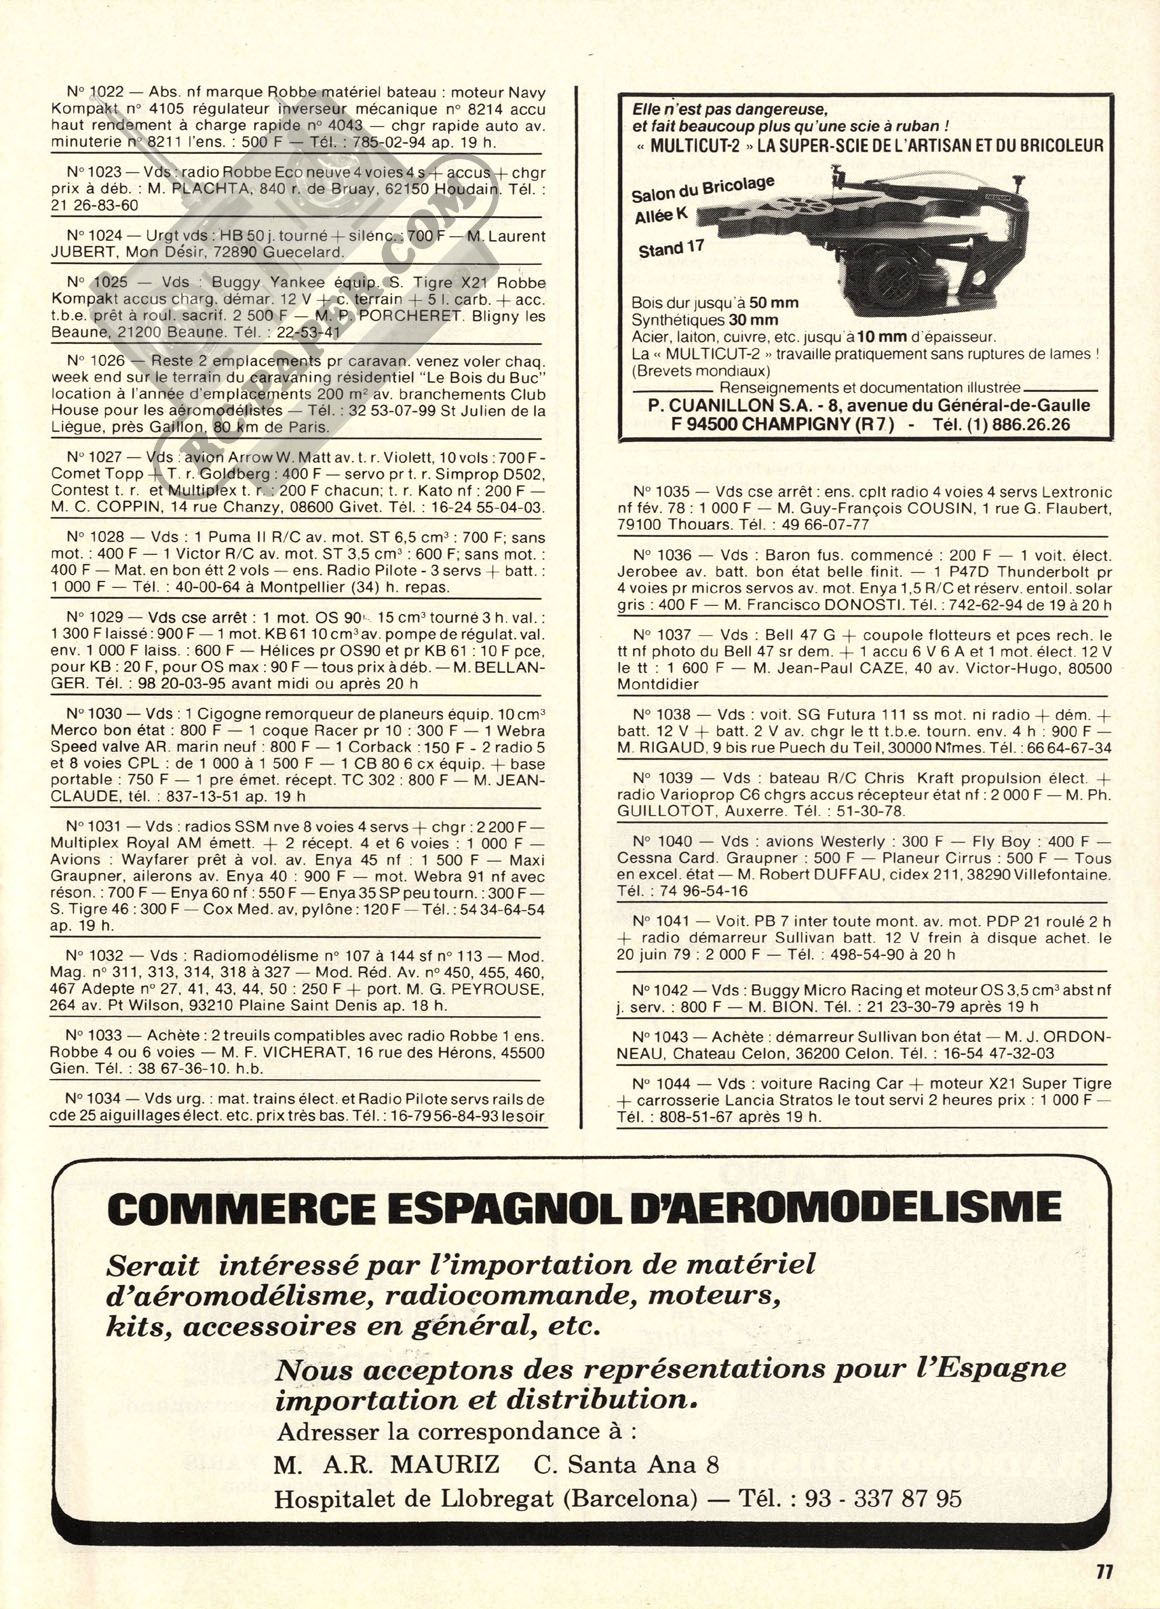 N° 1022 — Abs. nf marque Robbe matériel bateau : moteur Navy
Kompakt n° 4105 régulateur inverseur mécanique n° 8214 accu
haut rendement à charge rapide n° 4043 — chgr rapide auto av.
minuterie n° 8211 l'ens. : 500 F — Tél. : 785-02-94 ap. 19 h.
N° 1023 — Vds : radio Robbe Eco neuve 4 voies 4 s + accus + chgr
prix à déb. : M. PLACHTA, 840 r. de Bruay, 62150 Houdain. Tél. :
21 26-83-60
N° 1024 — Urgt vds : HB 50 j. tourné + silenc. : 700 F — M. Laurent
JUBERT, Mon Désir, 72890 Guecelard.
N° 1025 — Vds : Buggy Yankee équip. S. Tigre X21 Robbe
Kompakt accus charg. démar. 12 V + c. terrain + 5 l. carb. + acc.
t.b.e. prêt à roul. sacrif. 2 500 F — M. P. PORCHERET. Bligny les
Beaune, 21200 Beaune. Tél. : 22-53-41
N° 1026 — Reste 2 emplacements pr caravan. venez voler chaq.
week end sur le terrain du caravaning résidentiel "Le Bois du Buc"
location à l'année d'emplacements 200 m² av. branchements Club
House pour les aéromodélistes — Tél. : 32 53-07-99 St Julien de la
Liègue, près Gaillon, 80 km de Paris.
N° 1027 — Vds : avion Arrow W. Matt av. t. r. Violett, 10 vols : 700 F -
Comet Topp + T. r. Goldberg : 400 F — servo pr t. r. Simprop D502,
Contest t. r. et Multiplex t. r. : 200 F chacun; t. r. Kato nf : 200 F —
M. C. COPPIN, 14 rue Chanzy, 08600 Givet. Tél. : 16-24 55-04-03.
N° 1028 — Vds : 1 Puma II R/C av. mot. ST 6,5 cm³ : 700 F; sans
mot. : 400 F — 1 Victor R/C av. mot. ST 3,5 cm³ : 600 F; sans mot. :
400 F — Mat. en bon étt 2 vols — ens. Radio Pilote - 3 servos + batt. :
1 000 F — Tél. : 40-00-64 à Montpellier (34) h. repas.
N° 1029 — Vds cse arrêt : 1 mot. OS 90 15 cm³ tourné 3 h. val. :
1 300 F laissé : 900 F — 1 mot. KB 61 10 cm³ av. pompe de régulat. val.
env. 1 000 F laiss. : 600 F — Hélices pr OS90 et pr KB 61 : 10 F pce,
pour KB : 20 F, pour OS max : 90 F — tous prix à déb. — M. BELLAN-
GER. Tél. : 98 20-03-95 avant midi ou après 20 h
N° 1030 — Vds : 1 Cigogne remorqueur de planeurs équip. 10 cm³
Merco bon état : 800 F — 1 coque Racer pr 10 : 300 F — 1 Webra
Speed valve AR. marin neuf : 800 F — 1 Corback : 150 F - 2 radio 5
et 8 voies CPL : de 1 000 à 1 500 F — 1 CB 80 6 cx équip. + base
portable : 750 F — 1 pre émet. récept. TC 302 : 800 F — M. JEAN-
CLAUDE, tél. : 837-13-51 ap. 19 h
N° 1031 — Vds : radios SSM nve 8 voies 4 servs + chgr : 2 200 F —
Multiplex Royal AM émett. + 2 récept. 4 et 6 voies : 1 000 F —
Avions : Wayfarer prêt à vol. av. Enya 45 nf : 1 500 F — Maxi
Graupner, ailerons av. Enya 40 : 900 F — mot. Webra 91 nf avec
réson. : 700 F — Enya 60 nf : 550 F — Enya 35 SP peu tourn. : 300 F —
S. Tigre 46 : 300 F — Cox Med. av. pylône : 120 F — Tél. : 54 34-64-54
ap. 19 h.
N° 1032 — Vds : Radiomodélisme n° 107 à 144 sf n° 113 — Mod.
Mag. n° 311, 313, 314, 318 à 327 — Mod. Réd. Av. n° 450, 455, 460,
467 Adepte n° 27, 41, 43, 44, 50 : 250 F + port. M. G. PEYROUSE,
264 av. Pt Wilson, 93210 Plaine Saint Denis ap. 18 h.
N° 1033 — Achète : 2 treuils compatibles avec radio Robbe 1 ens.
Robbe 4 ou 6 voies — M. F. VICHERAT, 16 rue des Hérons, 45500
Gien. Tél. : 38 67-36-10. h.b.
N° 1034 — Vds urg. : mat. trains élect. et Radio Pilote servs rails de
cde 25 aiguillages élect. etc. prix très bas. Tél. : 16-79 56-84-93 le soir
Elle n'est pas dangereuse,
et fait beaucoup plus qu'une scie à ruban !
« MULTICUT-2 » LA SUPER-SCIE DE L'ARTISAN ET DU BRICOLEUR
Salon du Bricolage
Allée K
Stand 17
Bois dur jusqu'à 50 mm
Synthétiques 30 mm
Acier, laiton, cuivre, etc. jusqu'à 10 mm d'épaisseur.
La « MULTICUT-2 » travaille pratiquement sans ruptures de lames !
(Brevets mondiaux)
Renseignements et documentation illustrée
P. CUANILLON S.A. - 8, avenue du Général-de-Gaulle
F 94500 CHAMPIGNY (R 7) - Tél. (1) 886.26.26
N° 1035 — Vds cse arrêt : ens. cplt radio 4 voies 4 servs Lextronic
nf fév. 78 : 1 000 F — M. Guy-François COUSIN, 1 rue G. Flaubert,
79100 Thouars. Tél. : 49 66-07-77
N° 1036 — Vds : Baron fus. commencé : 200 F — 1 voit. élect.
Jerobee av. batt. bon état belle finit. — 1 P47D Thunderbolt pr
4 voies pr micros servos av. mot. Enya 1,5 R/C et réserv. entoil. solar
gris : 400 F — M. Francisco DONOSTI. Tél. : 742-62-94 de 19 à 20 h
N° 1037 — Vds : Bell 47 G + coupole flotteurs et pces rech. le
tt nf photo du Bell 47 sr dem. + 1 accu 6 V 6 A et 1 mot. élect. 12 V
le tt : 1 600 F — M. Jean-Paul CAZE, 40 av. Victor-Hugo, 80500
Montdidier
N° 1038 — Vds : voit. SG Futura 111 ss mot. ni radio + dém. +
batt. 12 V + batt. 2 V av. chgr le tt t.b.e. tourn. env. 4 h : 900 F —
M. RIGAUD, 9 bis rue Puech du Teil, 30000 Nîmes. Tél. : 66 64-67-34
N° 1039 — Vds : bateau R/C Chris Kraft propulsion élect. +
radio Varioprop C6 chgrs accus récepteur état nf : 2 000 F — M. Ph.
GUILLOTOT, Auxerre. Tél. : 51-30-78.
N° 1040 — Vds : avions Westerly : 300 F — Fly Boy : 400 F —
Cessna Card. Graupner : 500 F — Planeur Cirrus : 500 F — Tous
en excel. état — M. Robert DUFFAU, cidex 211, 38290 Villefontaine.
Tél. : 74 96-54-16
N° 1041 — Voit. PB 7 inter toute mont. av. mot. PDP 21 roulé 2 h
+ radio démarreur Sullivan batt. 12 V frein à disque achet. le
20 juin 79 : 2 000 F — Tél. : 498-54-90 à 20 h
N° 1042 — Vds : Buggy Micro Racing et moteur OS 3,5 cm³ abst nf
j. serv. : 800 F — M. BION. Tél. : 21 23-30-79 après 19 h
N° 1043 — Achète : démarreur Sullivan bon état — M. J. ORDON-
NEAU, Chateau Celon, 36200 Celon. Tél. : 16-54 47-32-03
N° 1044 — Vds : voiture Racing Car + moteur X21 Super Tigre
+ carrosserie Lancia Stratos le tout servi 2 heures prix : 1 000 F —
Tél. : 808-51-67 après 19 h.
COMMERCE ESPAGNOL D'AEROMODELISME
Serait intéressé par l'importation de matériel
d'aéromodélisme, radiocommande, moteurs,
kits, accessoires en général, etc.
Nous acceptons des représentations pour l'Espagne
importation et distribution.
Adresser la correspondance à :
M. A.R. MAURIZ C. Santa Ana 8
Hospitalet de Llobregat (Barcelona) — Tél. : 93 - 337 87 95
77
RCPAPER.COM